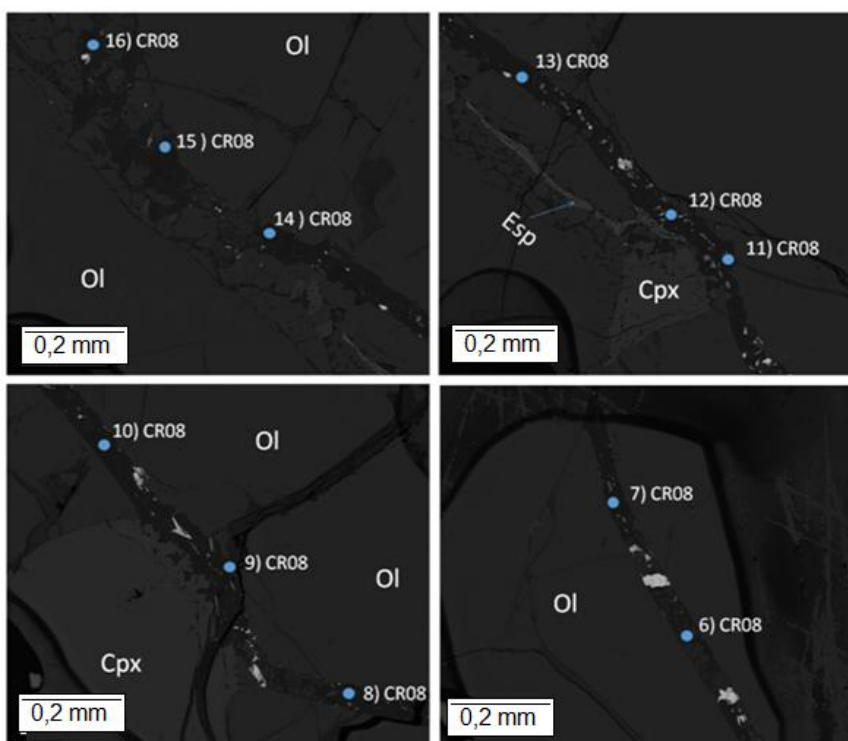 16) CR08
Ol
15 ) CR08
14 ) CR08
Ol
0,2 mm
13) CR08
12) CR08
Esp
11) CR08
Cpx
0,2 mm
10) CR08
Ol
9) CR08
Ol
Cpx
8) CR08
0,2 mm
7) CR08
Ol
6) CR08
0,2 mm